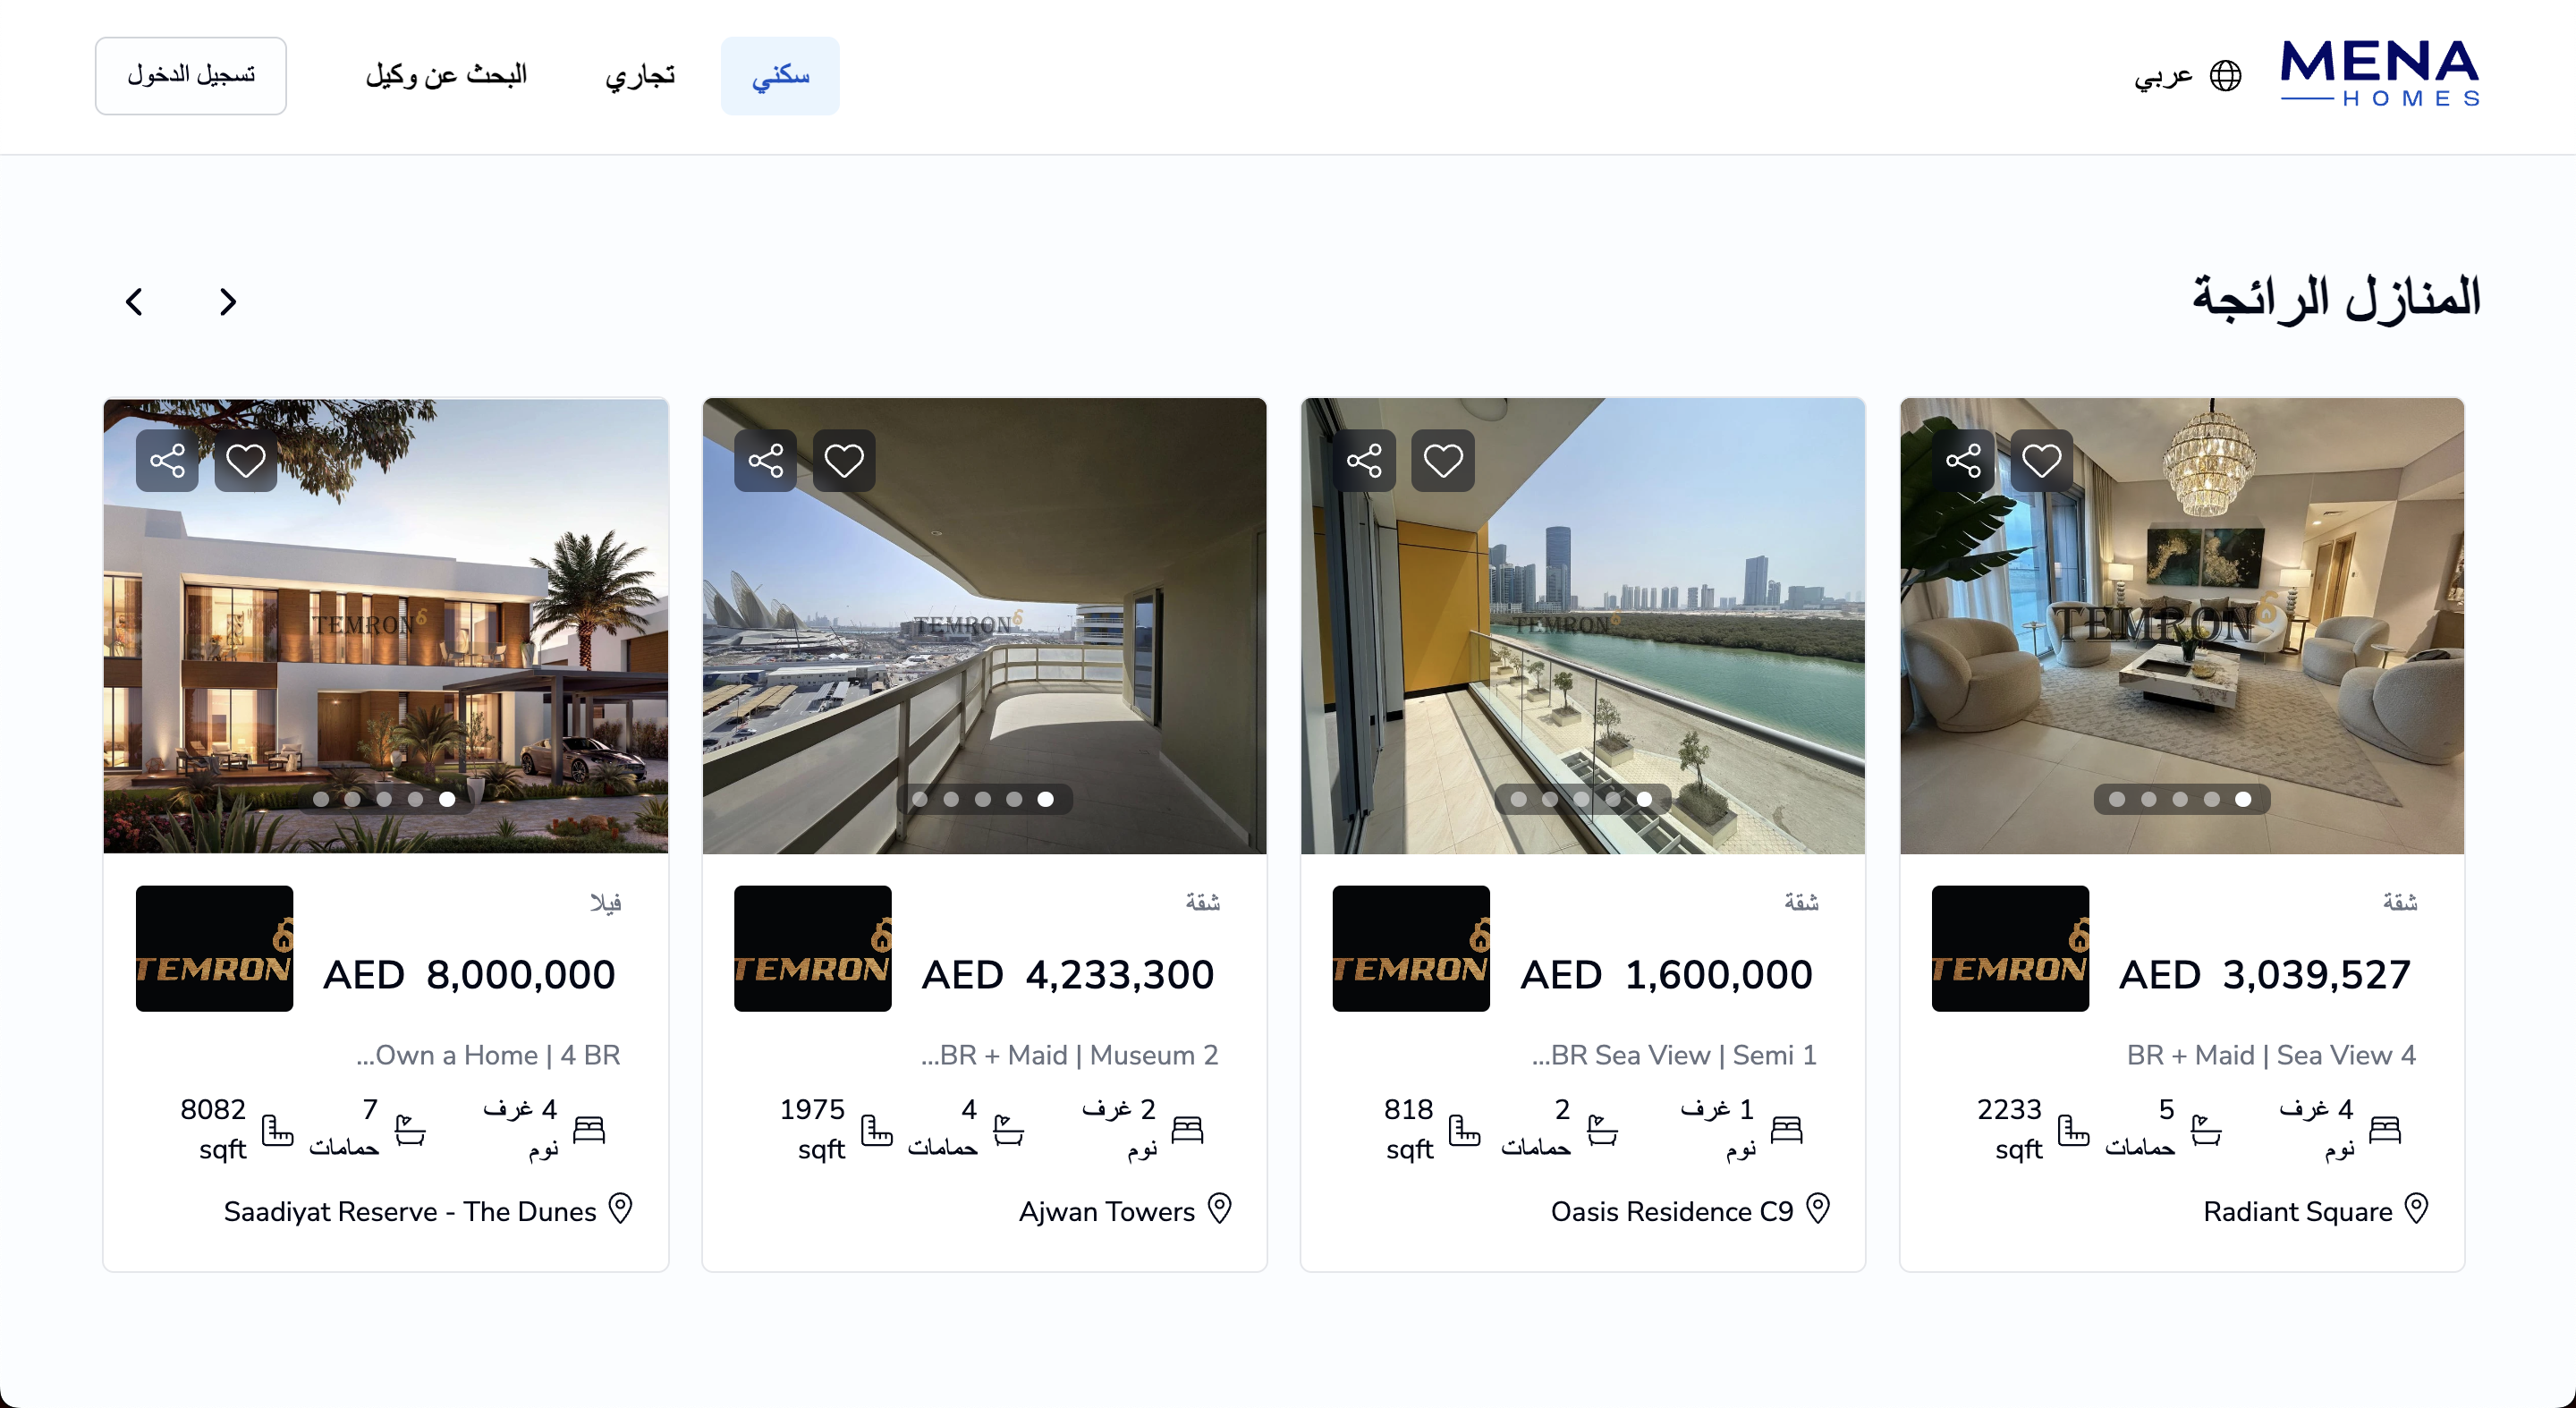 MENA
HOMES
عربي
سكني
تجاري
البحث عن وكيل
تسجيل الدخول
المنازل الرائجة
TEMRON
TEMRON
شقة
AED 3,039,527
BR + Maid | Sea View 4
4 غرف
نوم
5
حمامات
2233
sqft
Radiant Square
TEMRON
TEMRON
شقة
AED 1,600,000
...BR Sea View | Semi 1
1 غرف
نوم
2
حمامات
818
sqft
Oasis Residence C9
TEMRON
TEMRON
شقة
AED 4,233,300
...BR + Maid | Museum 2
2 غرف
نوم
4
حمامات
1975
sqft
Ajwan Towers
TEMRON
TEMRON
فيلا
AED 8,000,000
...Own a Home | 4 BR
4 غرف
نوم
7
حمامات
8082
sqft
Saadiyat Reserve - The Dunes